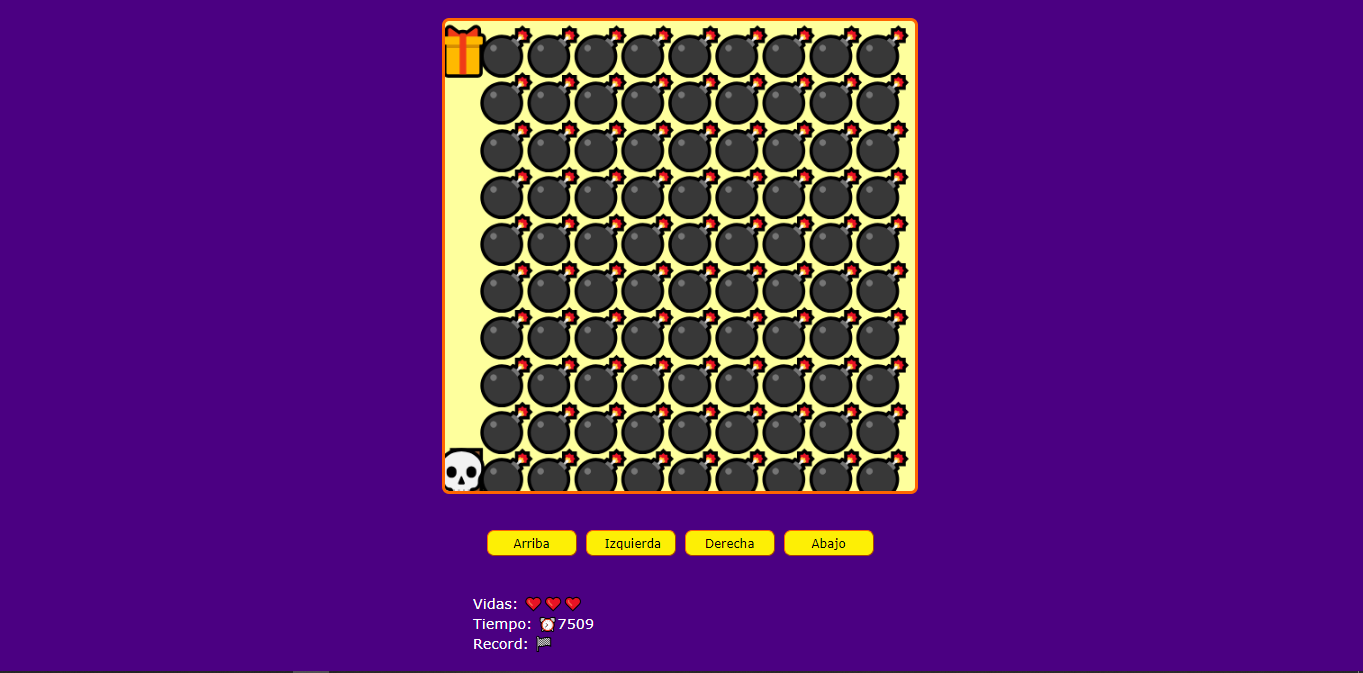 Arriba Izquierda Derecha Abajo
Vidas: ❤️❤️❤️
Tiempo: ⏰7509
Record: 🏁